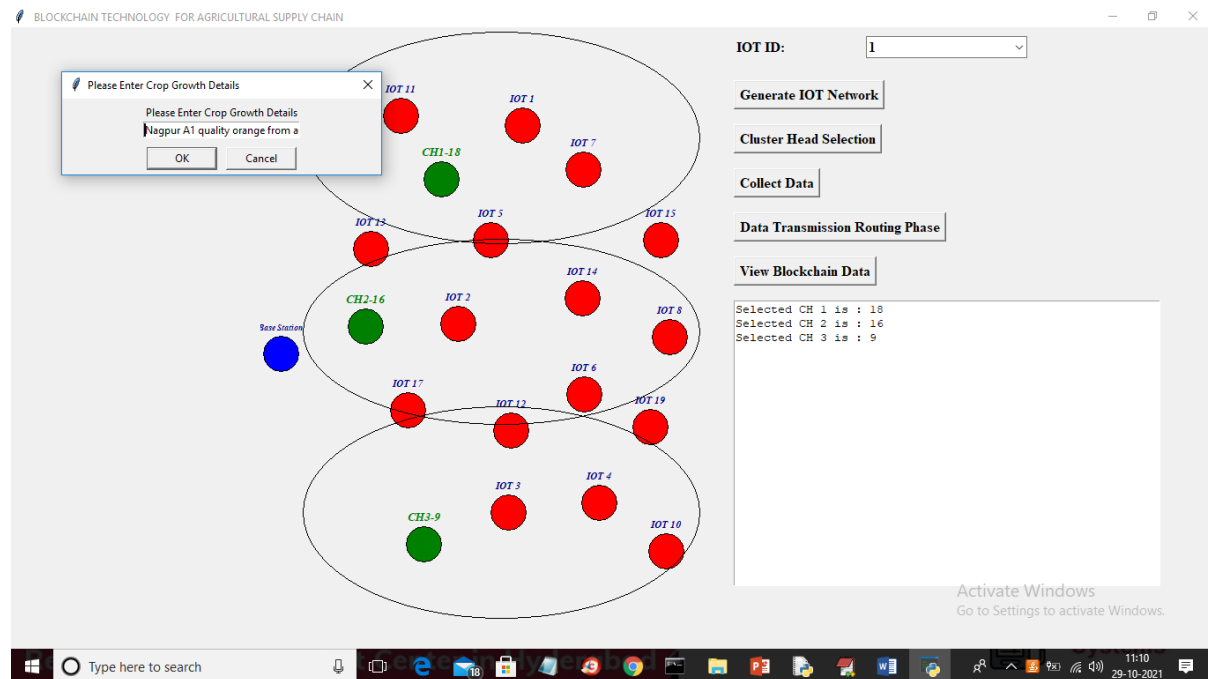 BLOCKCHAIN TECHNOLOGY FOR AGRICULTURAL SUPPLY CHAIN
IOT ID:
1
Please Enter Crop Growth Details
Please Enter Crop Growth Details
Nagpur A1 quality orange from a
OK
Cancel
IOT 11
IOT 1
IOT 7
CH1-18
IOT 13
IOT 5
IOT 15
IOT 14
CH2-16
IOT 2
IOT 8
Base Station
IOT 6
IOT 17
IOT 12
IOT 19
IOT 4
IOT 3
CH3-9
IOT 10
Generate IOT Network
Cluster Head Selection
Collect Data
Data Transmission Routing Phase
View Blockchain Data
Selected CH 1 is : 18
Selected CH 2 is : 16
Selected CH 3 is : 9
Activate Windows
Go to Settings to activate Windows.
Type here to search
18
11:10
29-10-2021